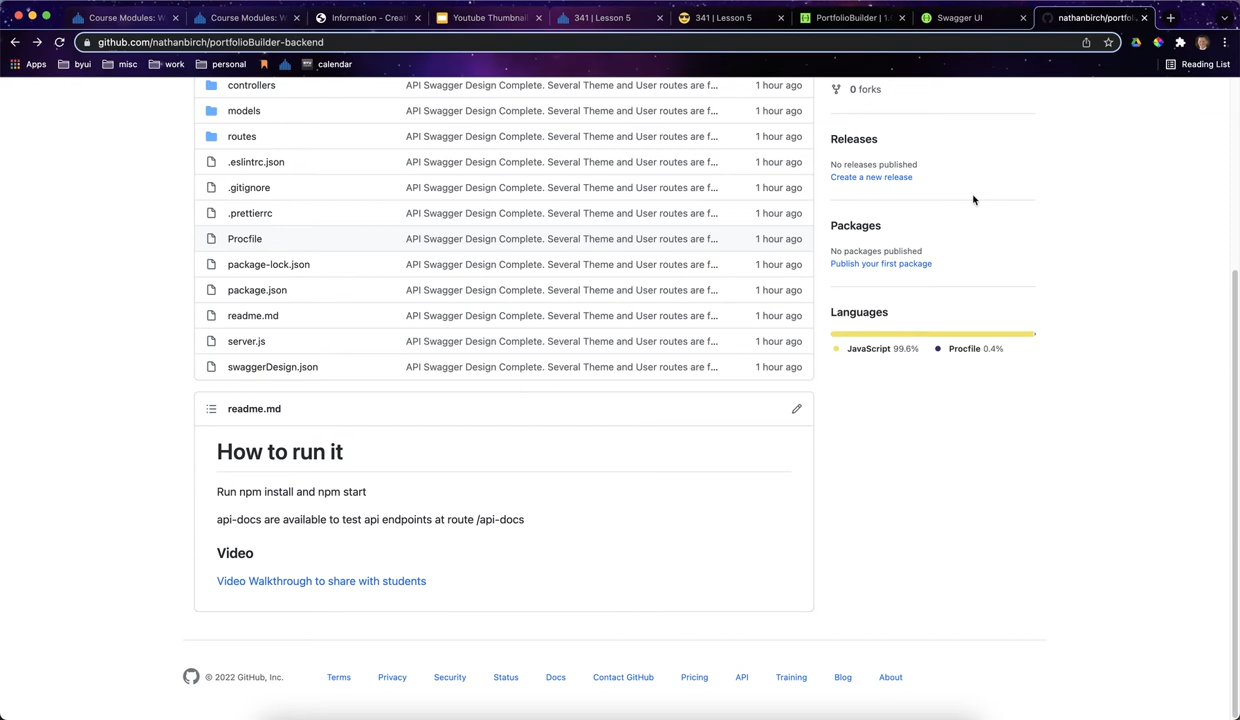 Course Modules: W
Course Modules: W
Information - Creati
Youtube Thumbnail
341 | Lesson 5
341 | Lesson 5
PortfolioBuilder | 1.0
Swagger UI
nathanbirch/portfol
github.com/nathanbirch/portfolioBuilder-backend
Apps
byui
misc
work
personal
calendar
Reading List
controllers
API Swagger Design Complete. Several Theme and User routes are f...
1 hour ago
0 forks
models
API Swagger Design Complete. Several Theme and User routes are f...
1 hour ago
routes
API Swagger Design Complete. Several Theme and User routes are f...
1 hour ago
.eslintrc.json
API Swagger Design Complete. Several Theme and User routes are f...
1 hour ago
.gitignore
API Swagger Design Complete. Several Theme and User routes are f...
1 hour ago
.prettierrc
API Swagger Design Complete. Several Theme and User routes are f...
1 hour ago
Procfile
API Swagger Design Complete. Several Theme and User routes are f...
1 hour ago
package-lock.json
API Swagger Design Complete. Several Theme and User routes are f...
1 hour ago
package.json
API Swagger Design Complete. Several Theme and User routes are f...
1 hour ago
readme.md
API Swagger Design Complete. Several Theme and User routes are f...
1 hour ago
server.js
API Swagger Design Complete. Several Theme and User routes are f...
1 hour ago
swaggerDesign.json
API Swagger Design Complete. Several Theme and User routes are f...
1 hour ago
Releases
No releases published
Create a new release
Packages
No packages published
Publish your first package
Languages
JavaScript 99.6%
Procfile 0.4%
readme.md
How to run it
Run npm install and npm start
api-docs are available to test api endpoints at route /api-docs
Video
Video Walkthrough to share with students
© 2022 GitHub, Inc.
Terms
Privacy
Security
Status
Docs
Contact GitHub
Pricing
API
Training
Blog
About